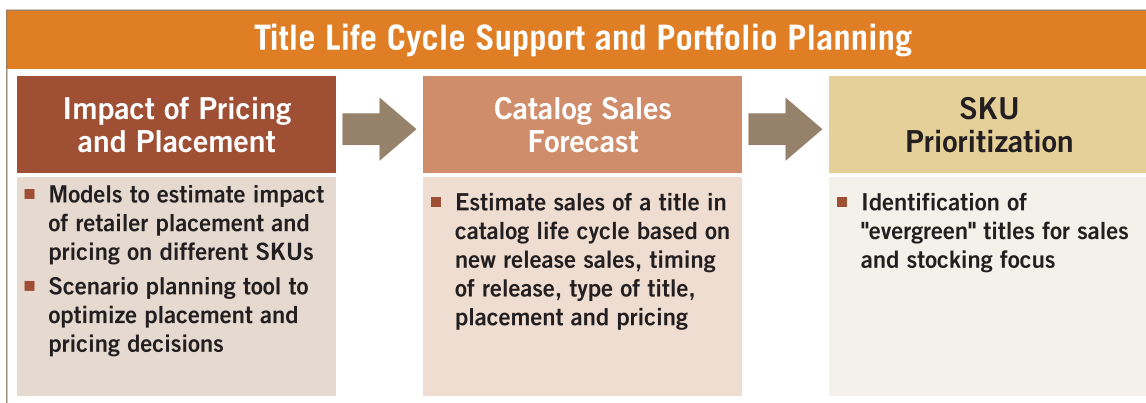 Title Life Cycle Support and Portfolio Planning
Impact of Pricing
and Placement
Models to estimate impact
of retailer placement and
pricing on different SKUs
Scenario planning tool to
optimize placement and
pricing decisions
Catalog Sales
Forecast
Estimate sales of a title in
catalog life cycle based on
new release sales, timing
of release, type of title,
placement and pricing
SKU
Prioritization
Identification of
"evergreen" titles for sales
and stocking focus